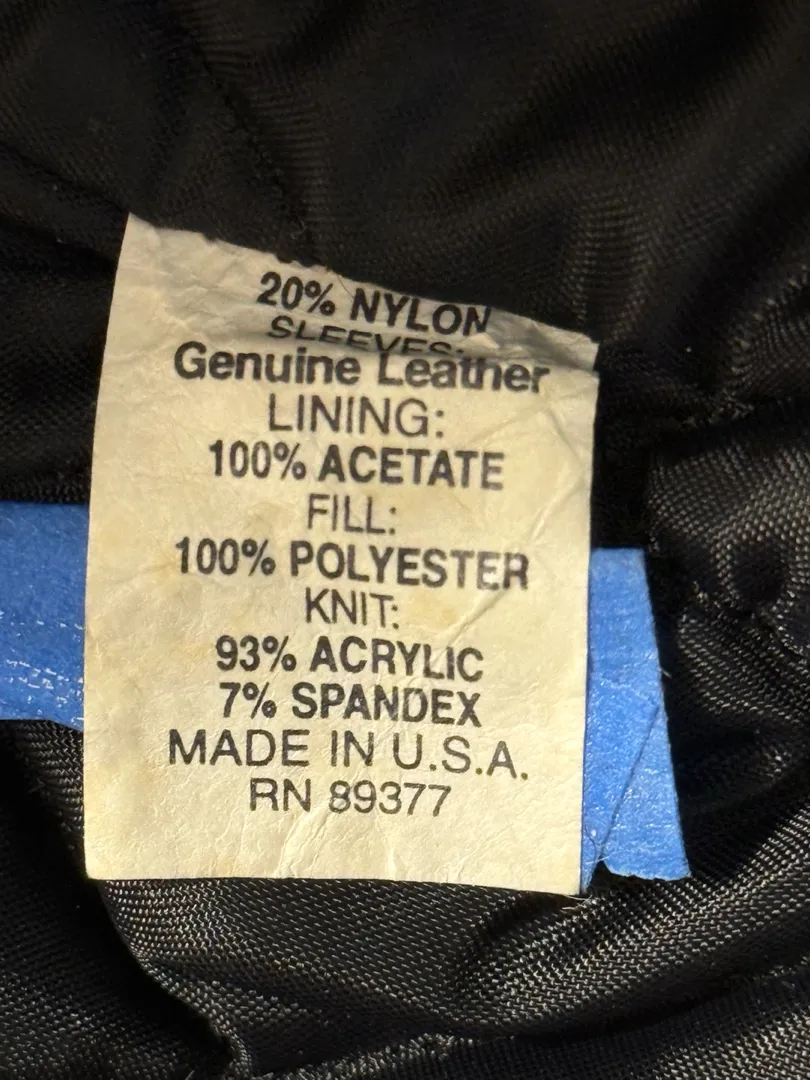 20% NYLON
SLEEVES:
Genuine Leather
LINING:
100% ACETATE
FILL:
100% POLYESTER
KNIT:
93% ACRYLIC
7% SPANDEX
MADE IN U.S.A.
RN 89377